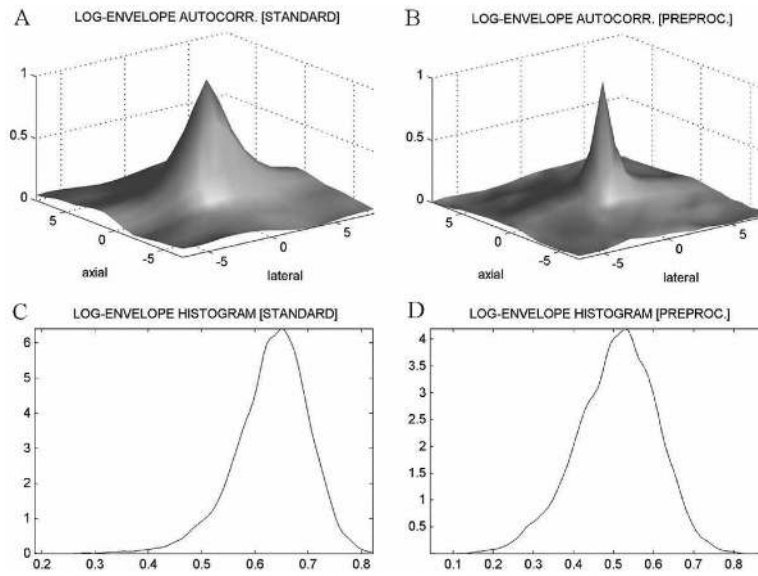 A
LOG-ENVELOPE AUTOCORR. [STANDARD]
1
0.5
0
5
0
-5
axial
-5
0
5
lateral
B
LOG-ENVELOPE AUTOCORR. [PREPROC.]
1
0.5
0
5
0
-5
axial
-5
0
5
lateral
C
LOG-ENVELOPE HISTOGRAM [STANDARD]
6
5
4
3
2
1
0
0.2 0.3 0.4 0.5 0.6 0.7 0.8
D
LOG-ENVELOPE HISTOGRAM [PREPROC.]
4
3.5
3
2.5
2
1.5
1
0.5
0.1 0.2 0.3 0.4 0.5 0.6 0.7 0.8